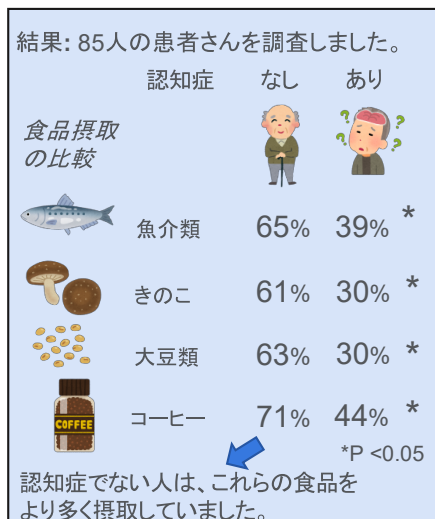 結果: 85人の患者さんを調査しました。
認知症 なし あり
食品摂取
の比較
? ? ? ?
魚介類 65% 39% *
きのこ 61% 30% *
大豆類 63% 30% *
COFFEE
コーヒー 71% 44% *
*P <0.05
認知症でない人は、これらの食品を
より多く摂取していました。